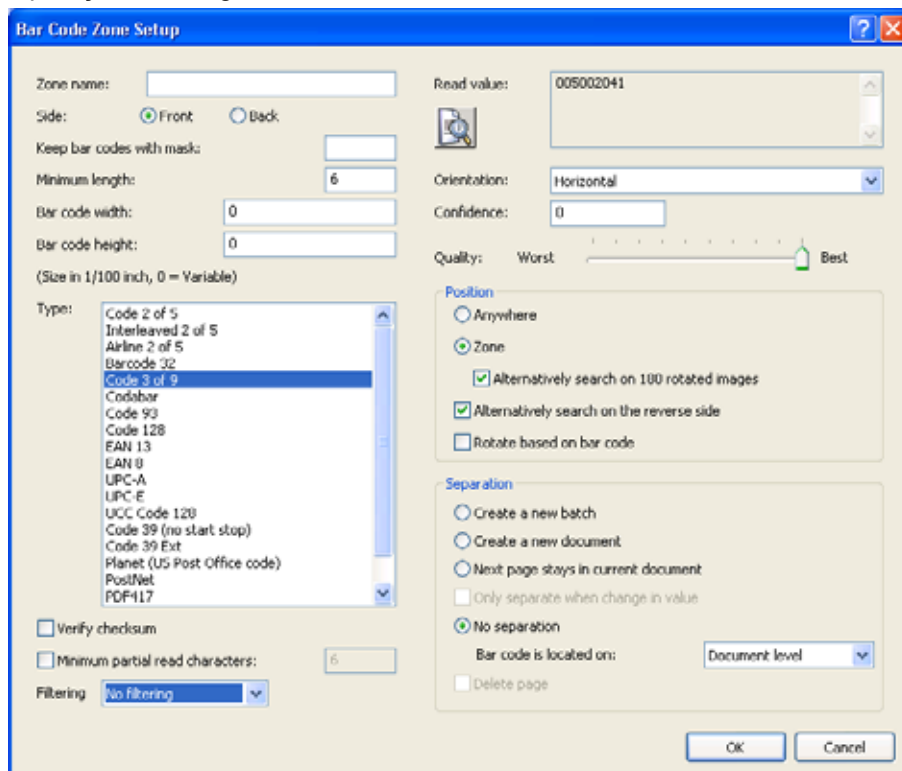 Bar Code Zone Setup
Zone name:
Side: Front Back
Keep bar codes with mask:
Minimum length: 6
Bar code width: 0
Bar code height: 0
(Size in 1/100 inch, 0 = Variable)
Type:
Code 2 of 5
Interleaved 2 of 5
Airline 2 of 5
Barcode 32
Code 3 of 9
Codabar
Code 93
Code 128
EAN 13
EAN 8
UPC-A
UPC-E
UCC Code 128
Code 39 (no start stop)
Code 39 Ext
Planet (US Post Office code)
PostNet
PDF417
Verify checksum
Minimum partial read characters: 6
Filtering No filtering
Read value: 005002041
Orientation: Horizontal
Confidence: 0
Quality: Worst Best
Position
Anywhere
Zone
Alternatively search on 180 rotated images
Alternatively search on the reverse side
Rotate based on bar code
Separation
Create a new batch
Create a new document
Next page stays in current document
Only separate when change in value
No separation
Bar code is located on: Document level
Delete page
OK Cancel